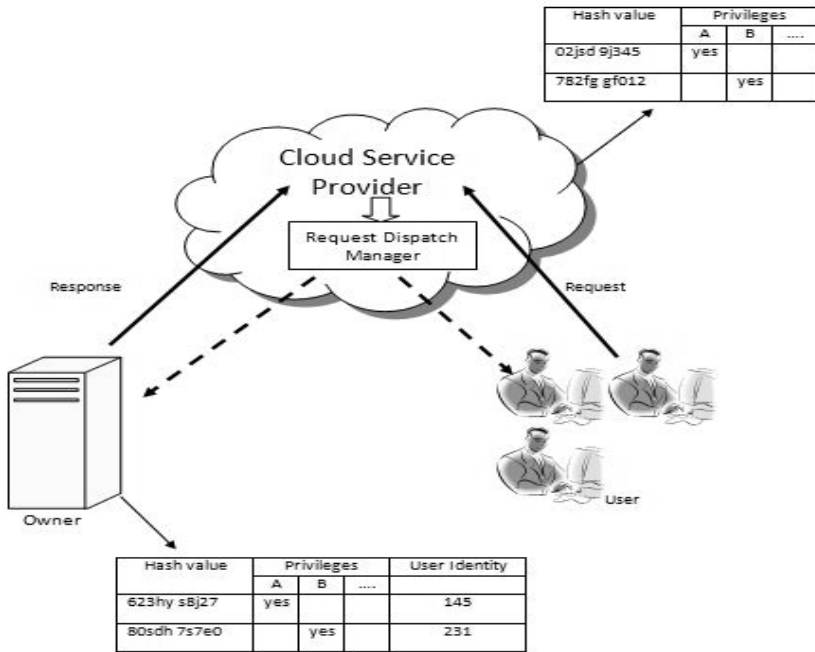 Hash value Privileges
A B ....
02jsd 9j345 yes
782fg gf012 yes
Cloud Service
Provider
Request Dispatch
Manager
Response
Request
User
Owner
Hash value Privileges User Identity
A B ....
623hy s8j27 yes 145
80sdh 7s7e0 yes 231